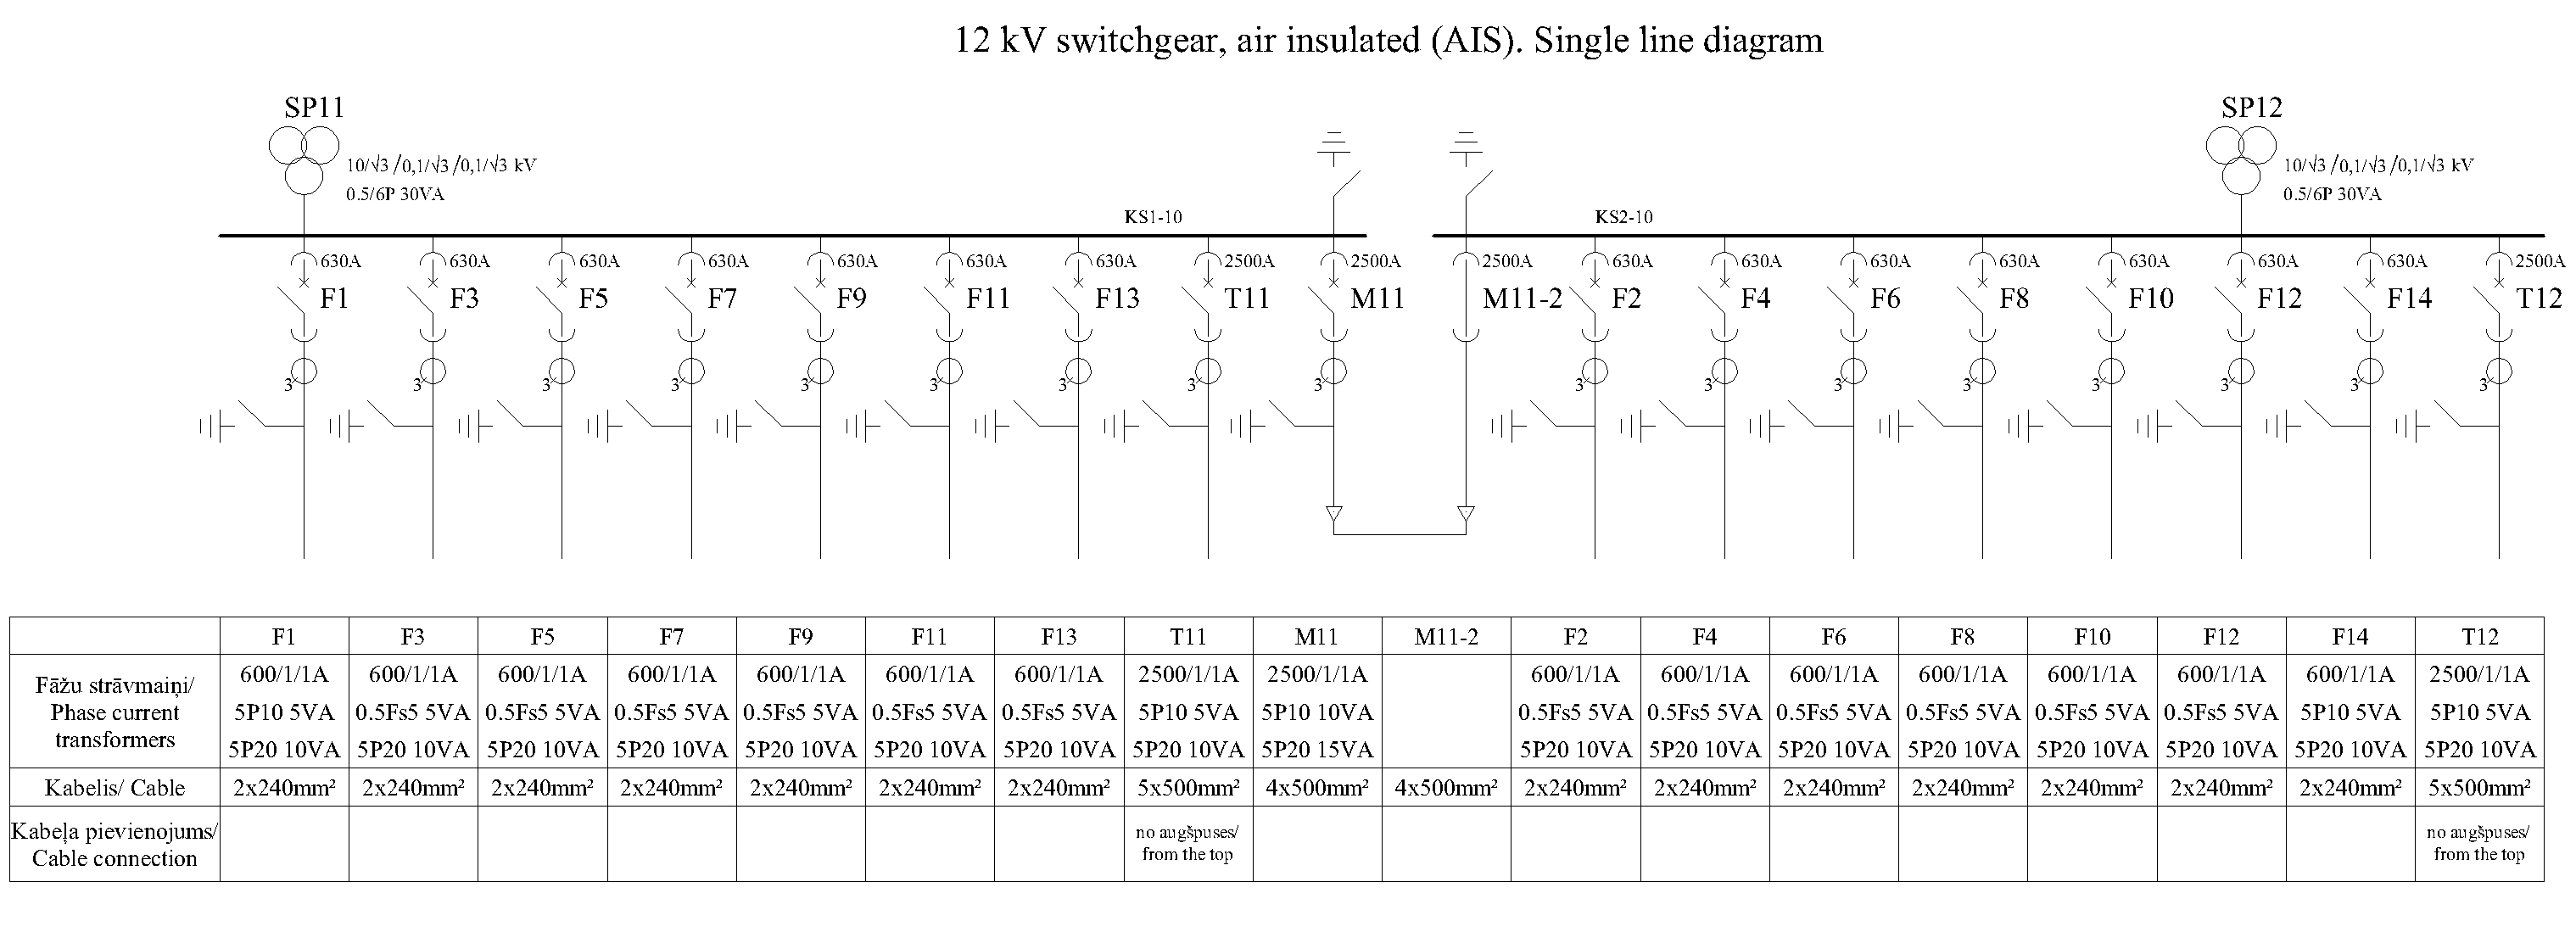 12 kV switchgear, air insulated (AIS). Single line diagram
SP11
10/√3 /0,1/√3 /0,1/√3 kV
0.5/6P 30VA
SP12
10/√3 /0,1/√3 /0,1/√3 kV
0.5/6P 30VA
KS1-10
KS2-10
630A 630A 630A 630A 630A 630A 630A 2500A 2500A 2500A 630A 630A 630A 630A 630A 630A 630A 2500A
F1 F3 F5 F7 F9 F11 F13 T11 M11 M11-2 F2 F4 F6 F8 F10 F12 F14 T12
3 3 3 3 3 3 3 3 3 3 3 3 3 3 3 3 3
F1 F3 F5 F7 F9 F11 F13 T11 M11 M11-2 F2 F4 F6 F8 F10 F12 F14 T12
Fāžu strāvmaiņi/
Phase current
transformers
600/1/1A 600/1/1A 600/1/1A 600/1/1A 600/1/1A 600/1/1A 600/1/1A 2500/1/1A 2500/1/1A 600/1/1A 600/1/1A 600/1/1A 600/1/1A 600/1/1A 600/1/1A 600/1/1A 2500/1/1A
5P10 5VA 0.5Fs5 5VA 0.5Fs5 5VA 0.5Fs5 5VA 0.5Fs5 5VA 0.5Fs5 5VA 0.5Fs5 5VA 5P10 5VA 5P10 10VA 0.5Fs5 5VA 0.5Fs5 5VA 0.5Fs5 5VA 0.5Fs5 5VA 0.5Fs5 5VA 0.5Fs5 5VA 5P10 5VA 5P10 5VA
5P20 10VA 5P20 10VA 5P20 10VA 5P20 10VA 5P20 10VA 5P20 10VA 5P20 10VA 5P20 10VA 5P20 15VA 5P20 10VA 5P20 10VA 5P20 10VA 5P20 10VA 5P20 10VA 5P20 10VA 5P20 10VA 5P20 10VA
Kabelis/ Cable 2x240mm² 2x240mm² 2x240mm² 2x240mm² 2x240mm² 2x240mm² 2x240mm² 5x500mm² 4x500mm² 4x500mm² 2x240mm² 2x240mm² 2x240mm² 2x240mm² 2x240mm² 2x240mm² 2x240mm² 5x500mm²
Kabeļa pievienojums/
Cable connection
no augšpuses/
from the top
no augšpuses/
from the top